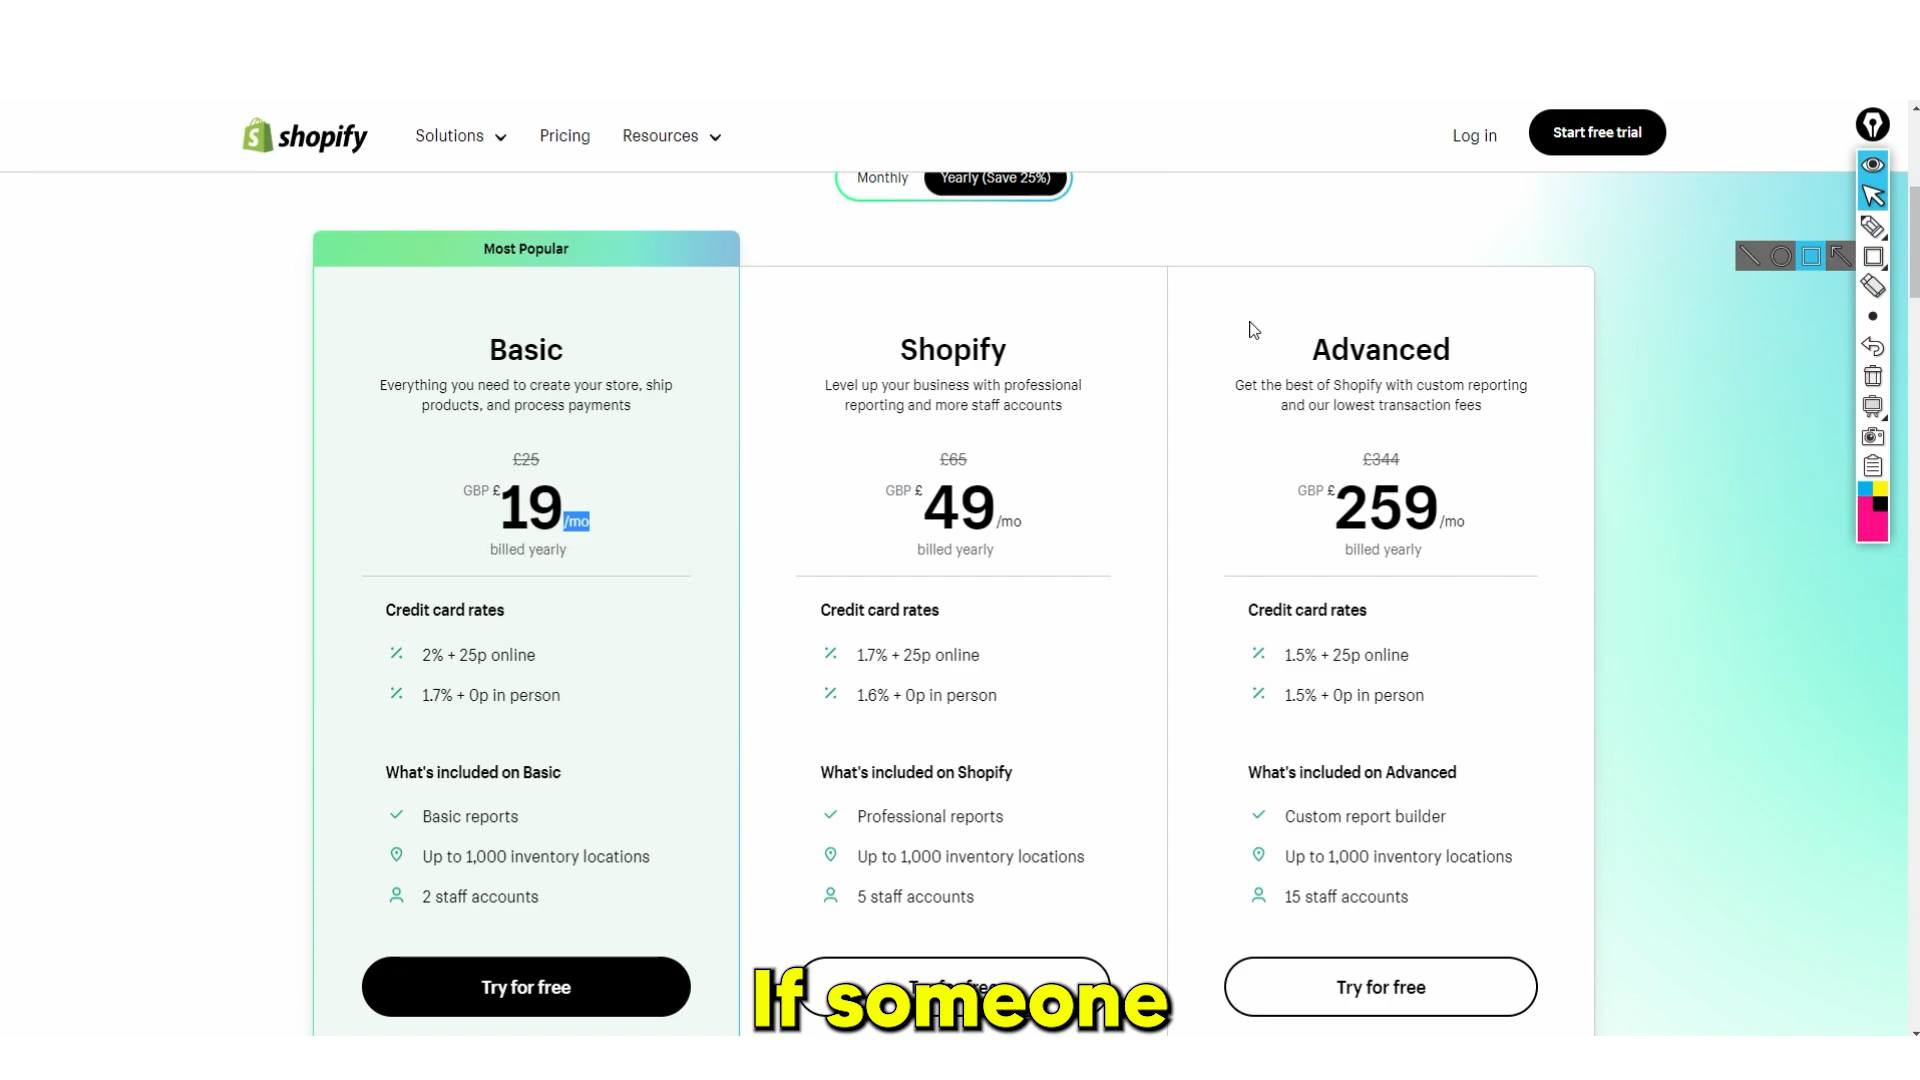 shopify
Solutions
Pricing
Resources
Log in
Start free trial
Monthly
Yearly (Save 25%)
Most Popular
Basic
Everything you need to create your store, ship
products, and process payments
£25
GBP £19/mo
billed yearly
Credit card rates
2% + 25p online
1.7% + 0p in person
What's included on Basic
Basic reports
Up to 1,000 inventory locations
2 staff accounts
Try for free
Shopify
Level up your business with professional
reporting and more staff accounts
£65
GBP £49/mo
billed yearly
Credit card rates
1.7% + 25p online
1.6% + 0p in person
What's included on Shopify
Professional reports
Up to 1,000 inventory locations
5 staff accounts
Advanced
Get the best of Shopify with custom reporting
and our lowest transaction fees
£344
GBP £259/mo
billed yearly
Credit card rates
1.5% + 25p online
1.5% + 0p in person
What's included on Advanced
Custom report builder
Up to 1,000 inventory locations
15 staff accounts
Try for free
If someone